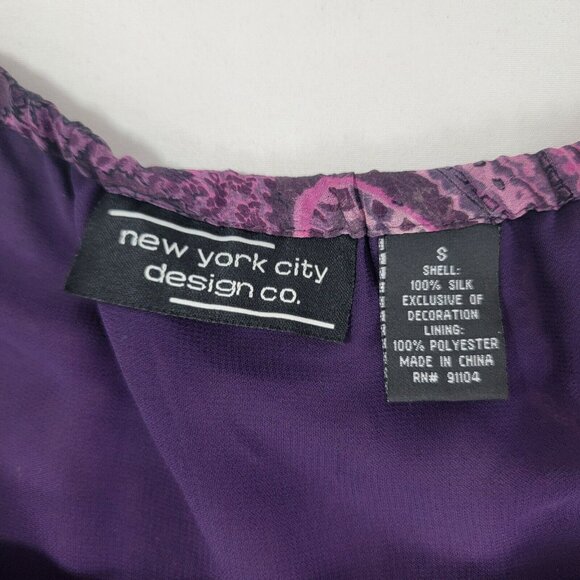 new york city
design co.
S
SHELL:
100% SILK
EXCLUSIVE OF
DECORATION
LINING:
100% POLYESTER
MADE IN CHINA
RN# 91104